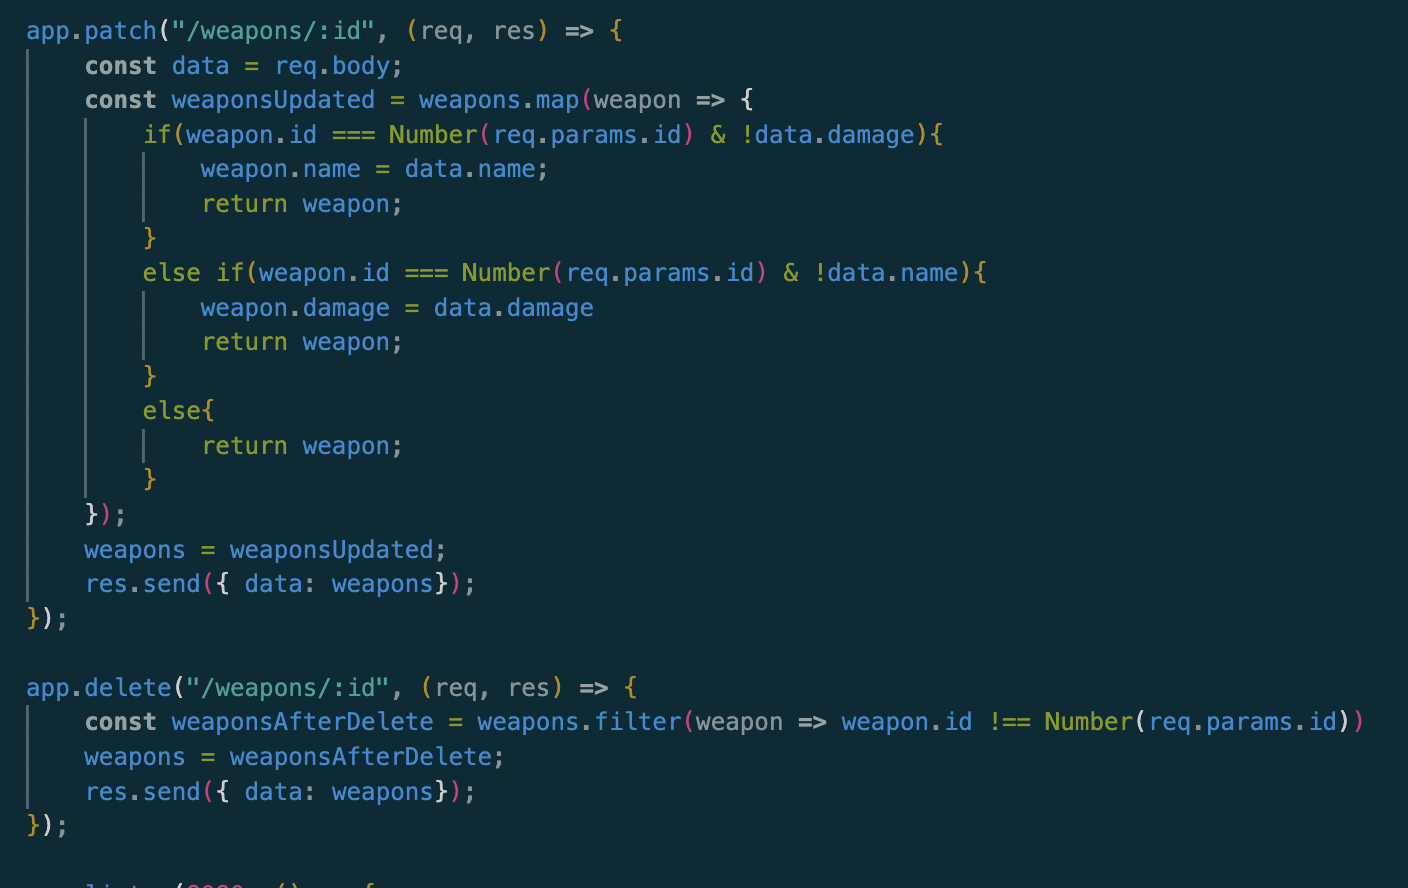 app.patch("/weapons/:id", (req, res) => {
    const data = req.body;
    const weaponsUpdated = weapons.map(weapon => {
        if(weapon.id === Number(req.params.id) & !data.damage){
            weapon.name = data.name;
            return weapon;
        }
        else if(weapon.id === Number(req.params.id) & !data.name){
            weapon.damage = data.damage
            return weapon;
        }
        else{
            return weapon;
        }
    });
    weapons = weaponsUpdated;
    res.send({ data: weapons});
});

app.delete("/weapons/:id", (req, res) => {
    const weaponsAfterDelete = weapons.filter(weapon => weapon.id !== Number(req.params.id))
    weapons = weaponsAfterDelete;
    res.send({ data: weapons});
});